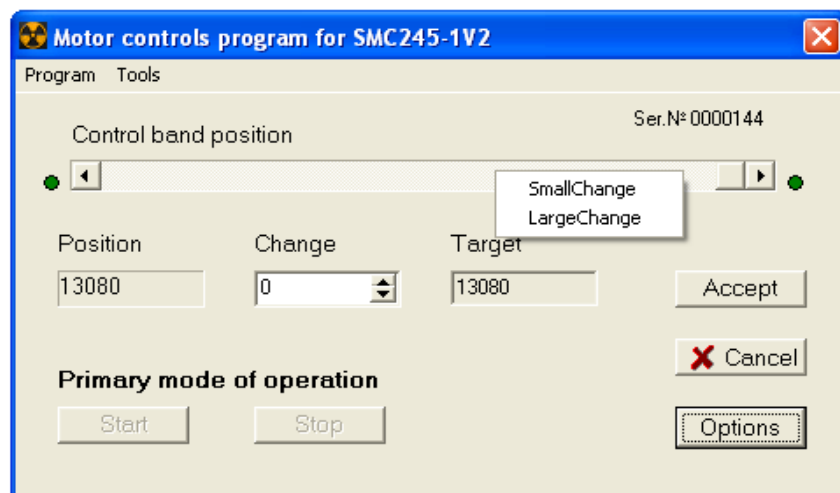 Motor controls program for SMC245-1V2
Program Tools
Ser.№ 0000144
Control band position
SmallChange
LargeChange
Position Change Target
13080 0 13080 Accept
Cancel
Primary mode of operation
Start Stop Options